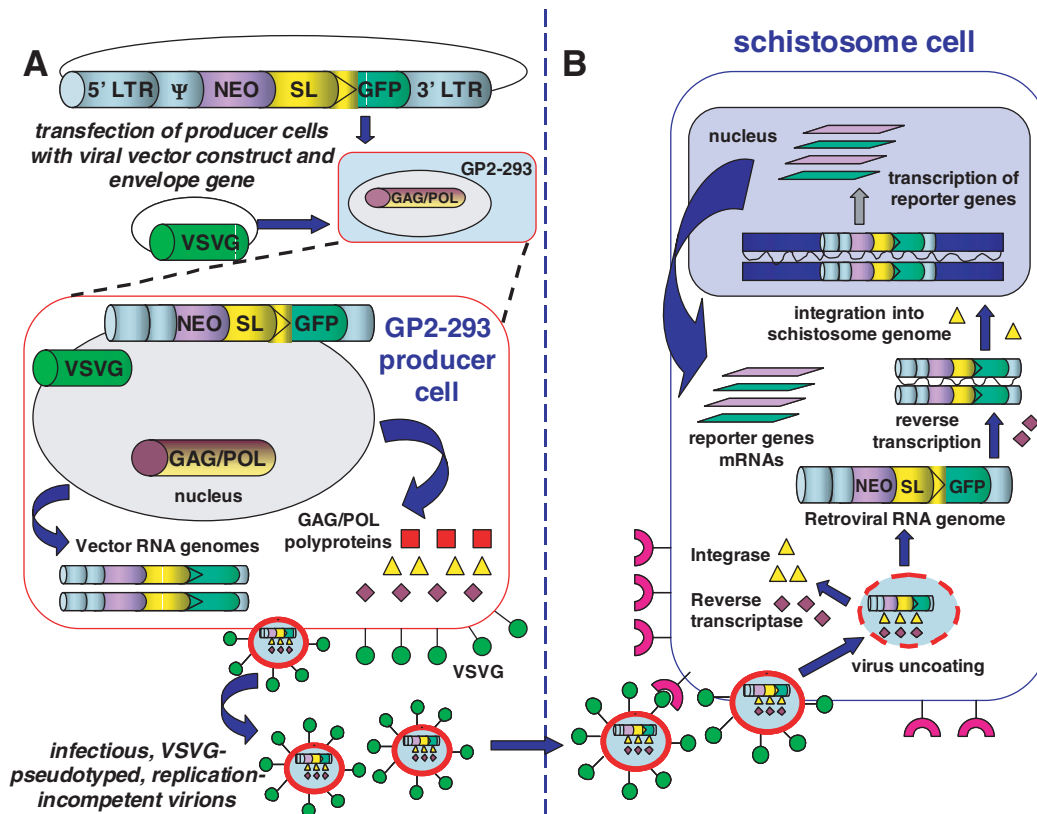 A
5' LTR Ψ NEO SL GFP 3' LTR
transfection of producer cells
with viral vector construct and
envelope gene
GP2-293
GAG/POL
VSVG
NEO SL GFP
VSVG
GP2-293
producer
cell
GAG/POL
nucleus
Vector RNA genomes
GAG/POL
polyproteins
VSVG
infectious, VSVG-
pseudotyped, replication-
incompetent virions
B
schistosome cell
nucleus
transcription of
reporter genes
integration into
schistosome genome
reporter genes
mRNAs
reverse
transcription
NEO SL GFP
Retroviral RNA genome
Integrase
Reverse
transcriptase
virus uncoating